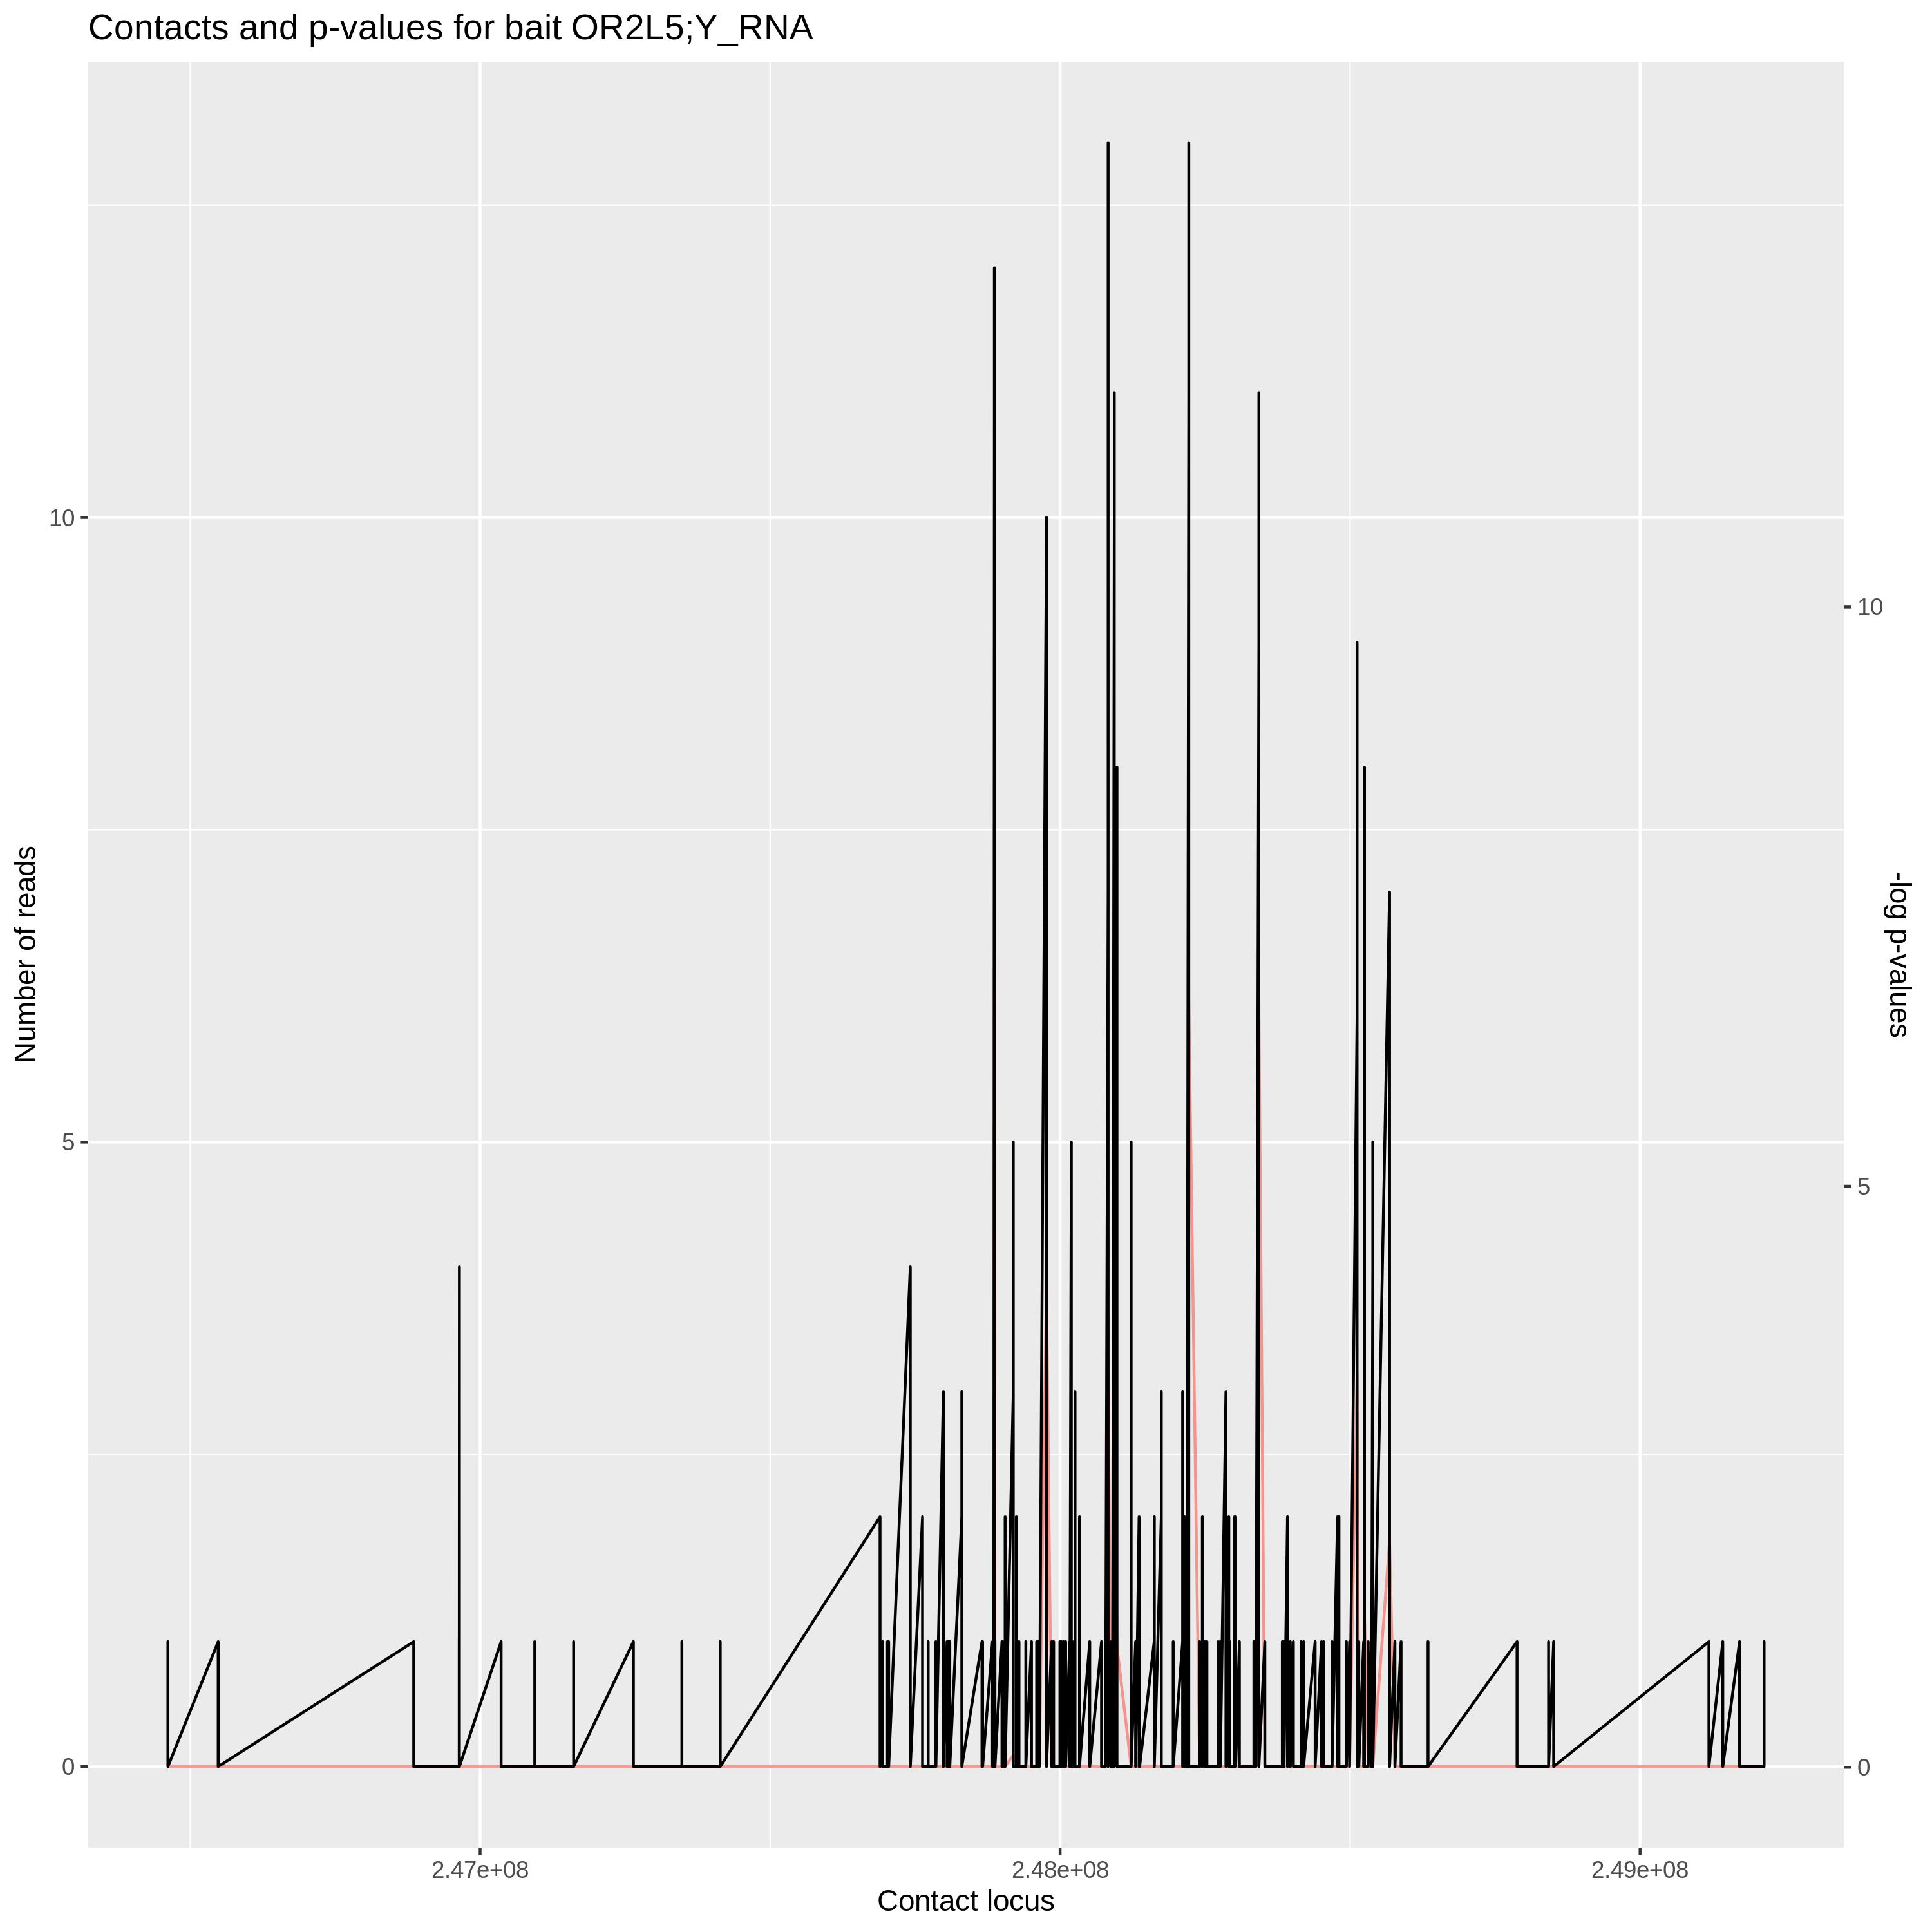 Contacts and p-values for bait OR2L5;Y_RNA
10
5
0
Number of reads
10
5
0
-log p-values
2.47e+08
2.48e+08
2.49e+08
Contact locus